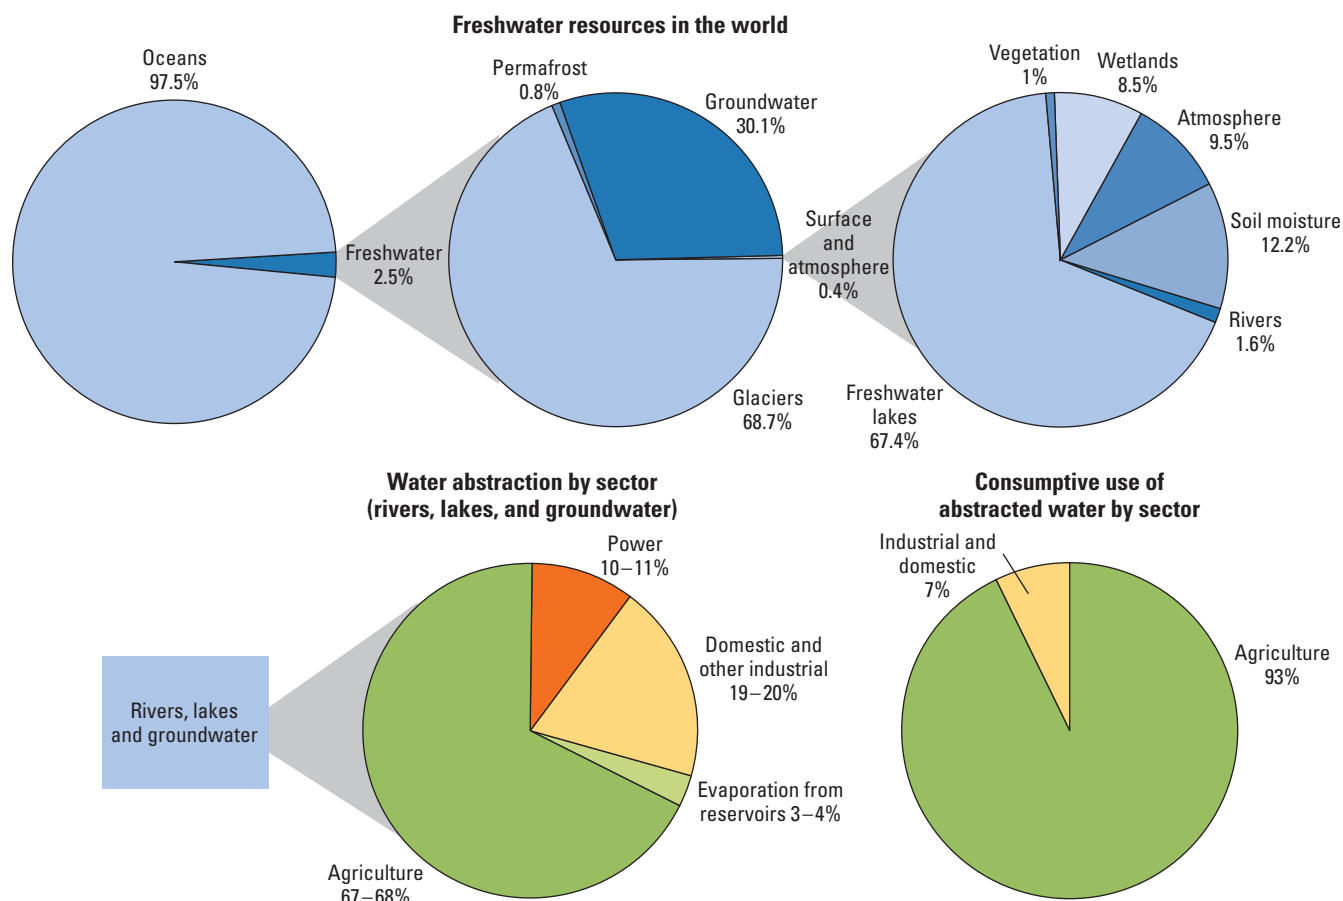 Freshwater resources in the world
Oceans
97.5%
Freshwater
2.5%
Permafrost
0.8%
Groundwater
30.1%
Surface
and
atmosphere
0.4%
Glaciers
68.7%
Vegetation
1%
Wetlands
8.5%
Atmosphere
9.5%
Soil moisture
12.2%
Rivers
1.6%
Freshwater
lakes
67.4%
Water abstraction by sector
(rivers, lakes, and groundwater)
Rivers, lakes
and groundwater
Power
10–11%
Domestic and
other industrial
19–20%
Evaporation from
reservoirs 3–4%
Agriculture
67–68%
Consumptive use of
abstracted water by sector
Industrial and
domestic
7%
Agriculture
93%